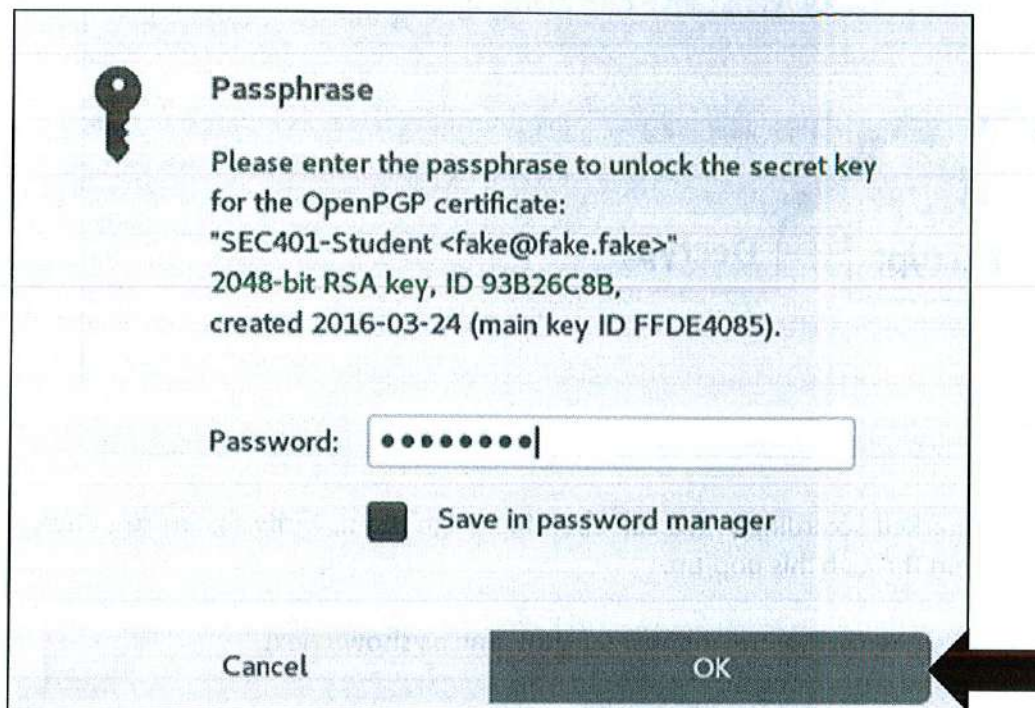 Passphrase
Please enter the passphrase to unlock the secret key
for the OpenPGP certificate:
"SEC401-Student <fake@fake.fake>"
2048-bit RSA key, ID 93B26C8B,
created 2016-03-24 (main key ID FFDE4085).
Password: ••••••••
Save in password manager
Cancel OK